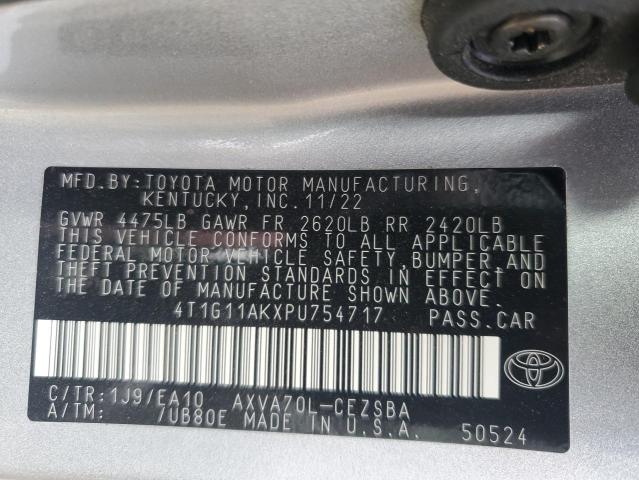 MFD.BY:TOYOTA MOTOR MANUFACTURING,
KENTUCKY, INC. 11/22
GVWR 4475LB GAWR FR 2620LB RR 2420LB
THIS VEHICLE CONFORMS TO ALL APPLICABLE
FEDERAL MOTOR VEHICLE SAFETY, BUMPER, AND
THEFT PREVENTION STANDARDS IN EFFECT ON
THE DATE OF MANUFACTURE SHOWN ABOVE.
4T1G11AKXPU754717 PASS.CAR
C/TR:1J9/EA10 AXVA70L-CEZSBA
A/TM: /UB80E MADE IN U.S.A. 50524